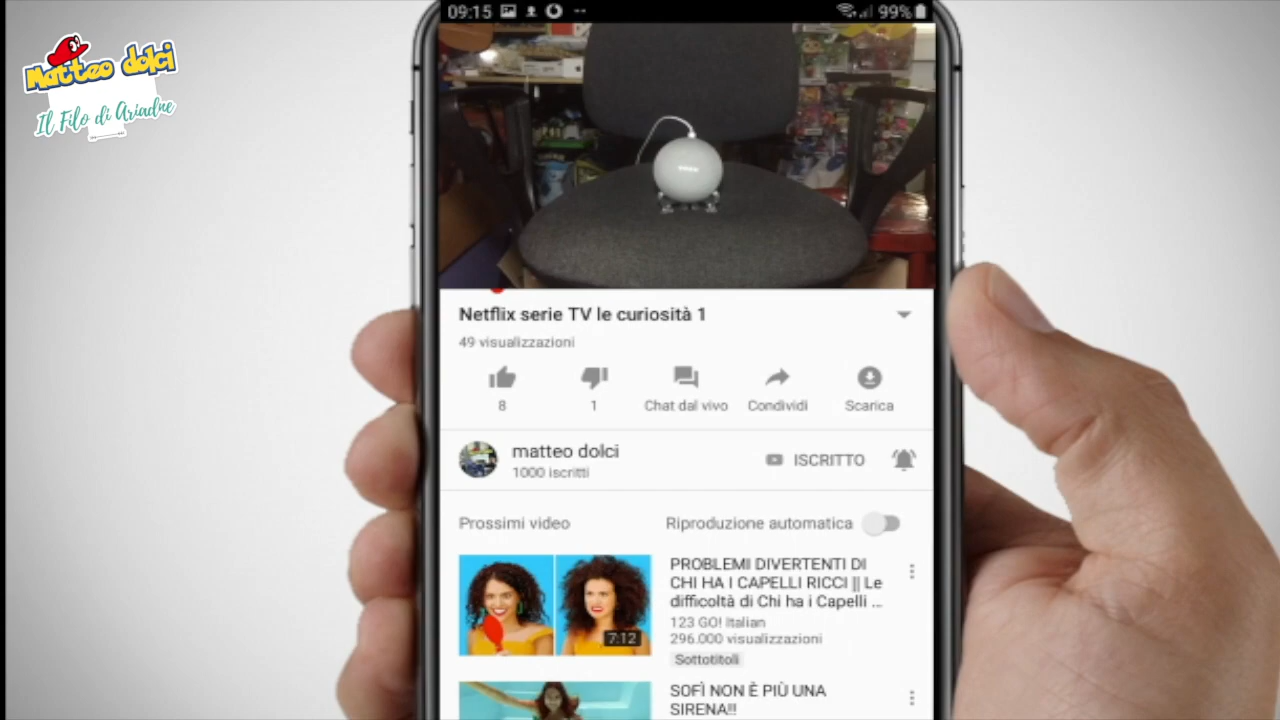 Matteo dolci
Il Filo di Ariadne
09:15
99%
Netflix serie TV le curiosità 1
49 visualizzazioni
8
1
Chat dal vivo
Condividi
Scarica
matteo dolci
1000 iscritti
ISCRITTO
Prossimi video
Riproduzione automatica
7:12
PROBLEMI DIVERTENTI DI
CHI HA I CAPELLI RICCI || Le
difficoltà di Chi ha i Capelli ...
123 GO! Italian
296.000 visualizzazioni
Sottotitoli
SOFÌ NON È PIÙ UNA
SIRENA!!